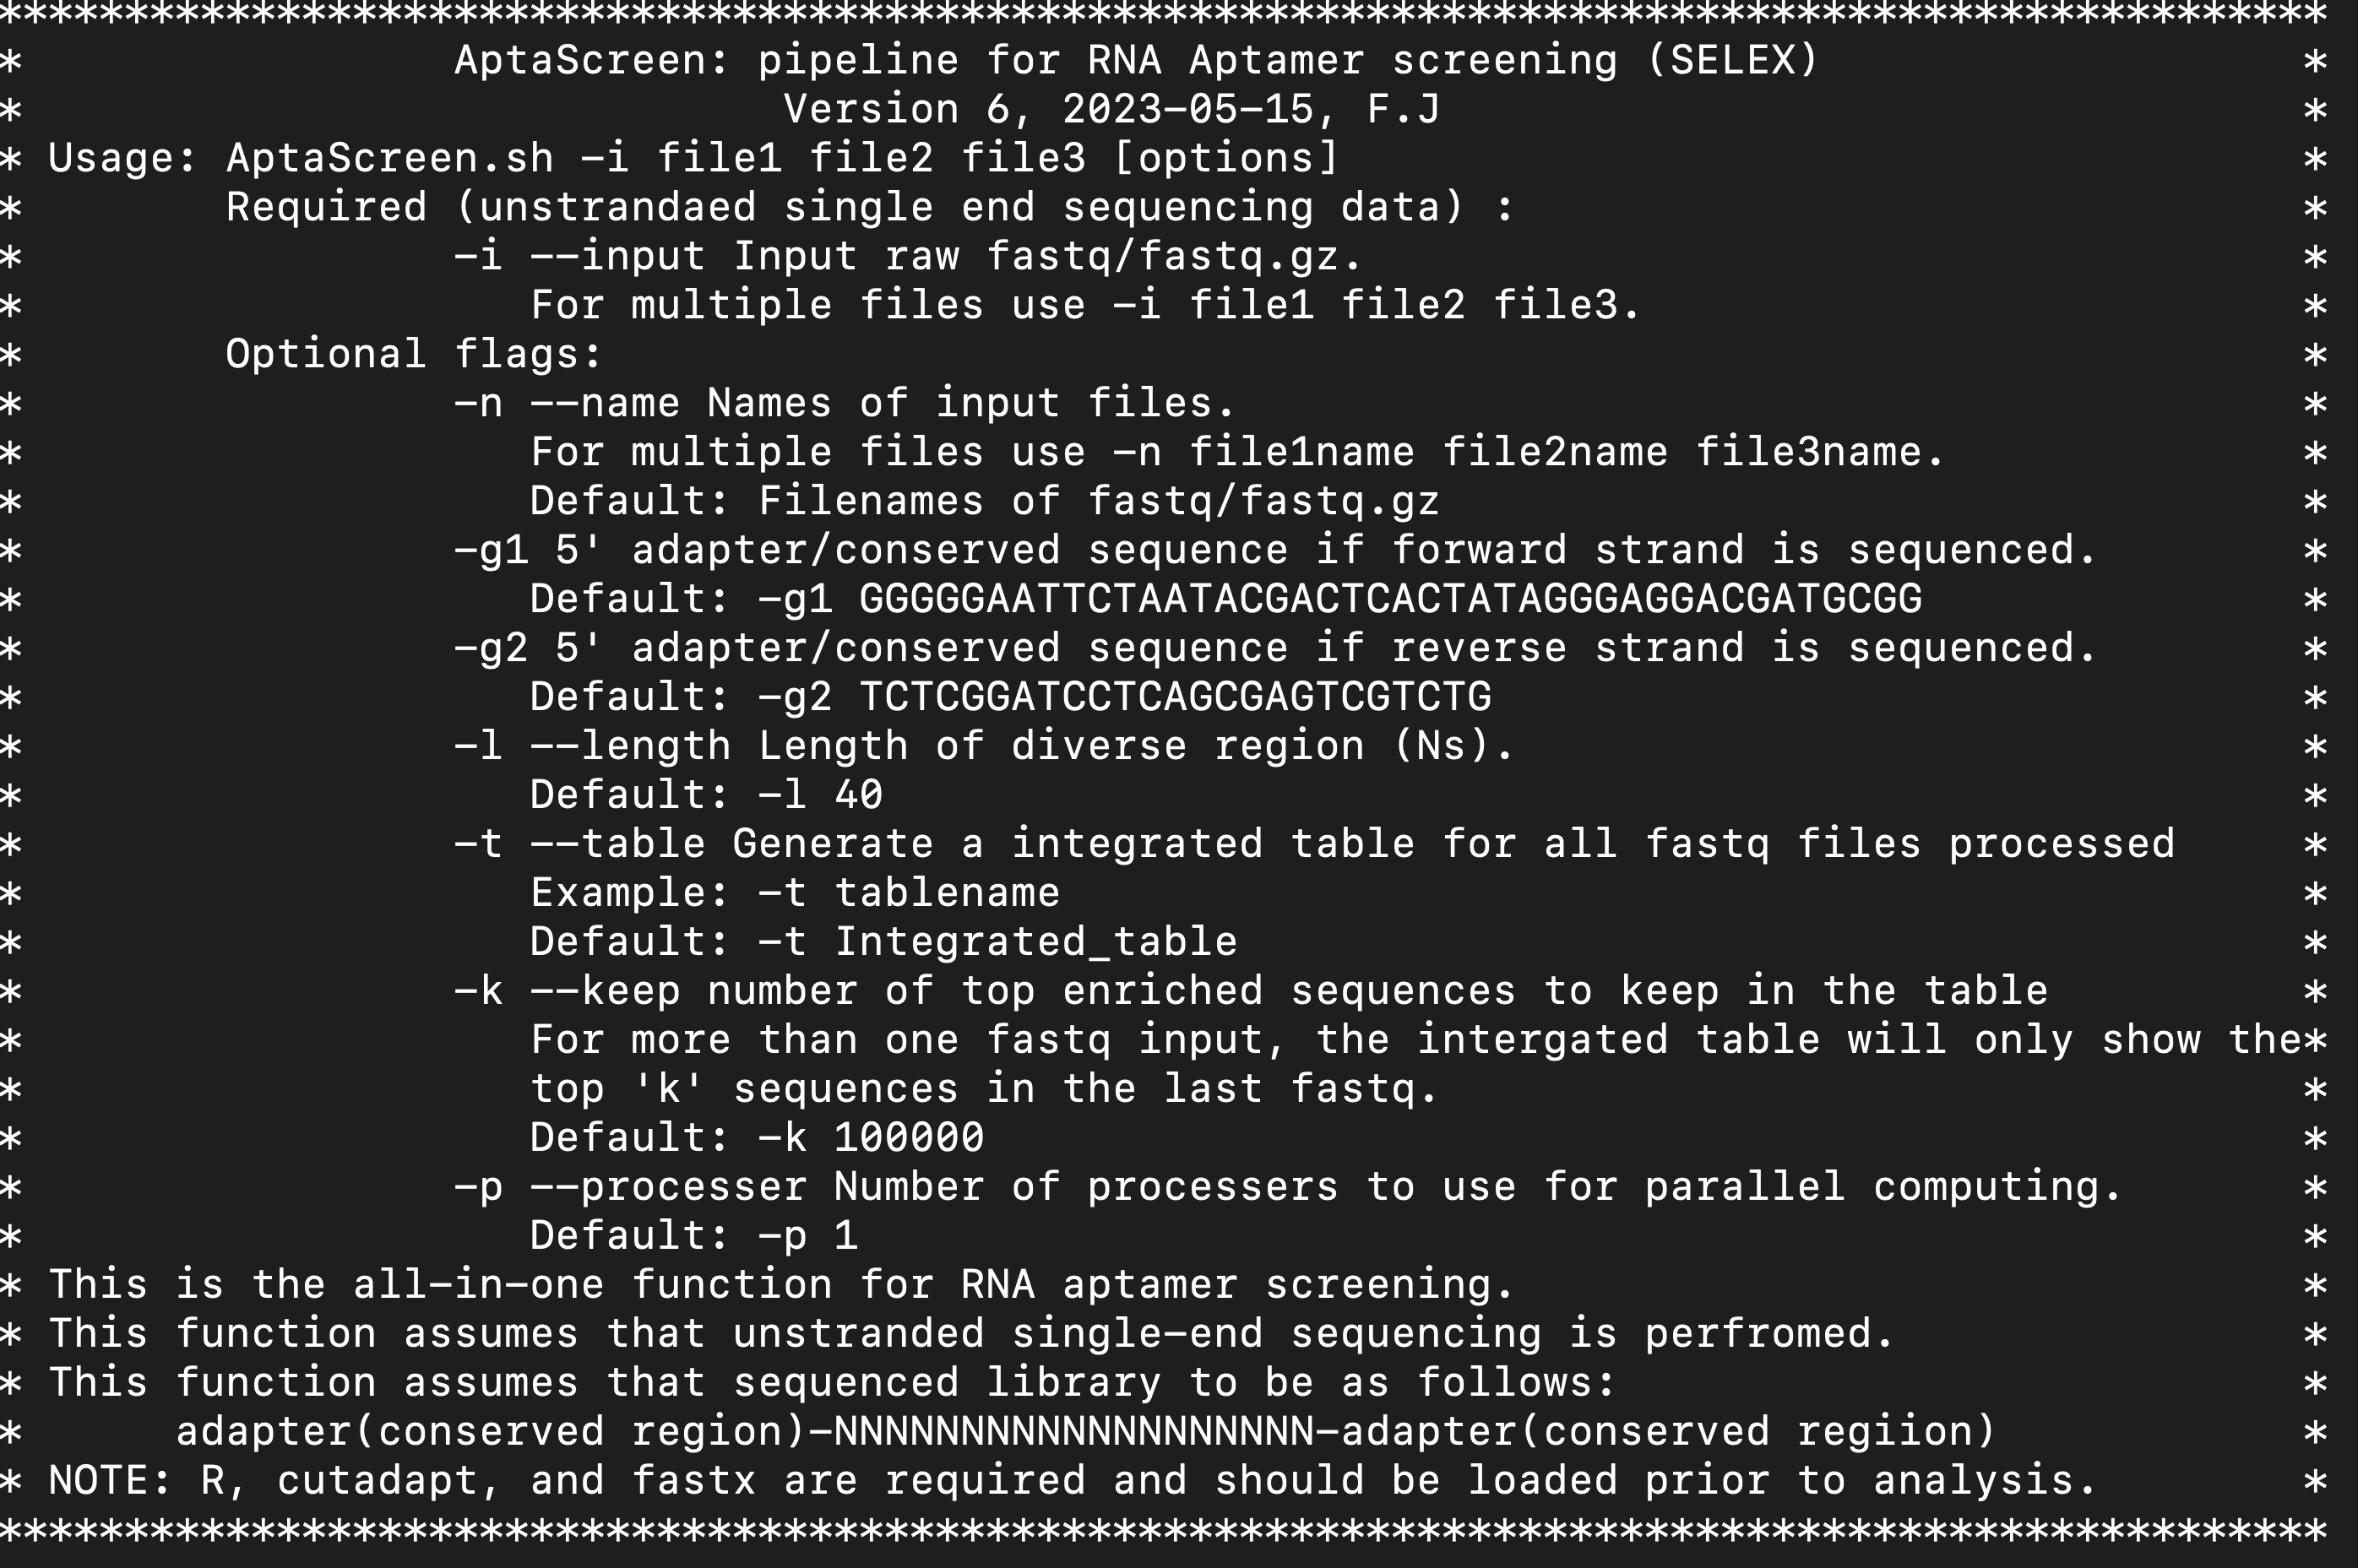 ********************************************************************************************
* AptaScreen: pipeline for RNA Aptamer screening (SELEX) *
* Version 6, 2023-05-15, F.J *
* Usage: AptaScreen.sh -i file1 file2 file3 [options] *
* Required (unstrandaed single end sequencing data) : *
* -i --input Input raw fastq/fastq.gz. *
* For multiple files use -i file1 file2 file3. *
* Optional flags: *
* -n --name Names of input files. *
* For multiple files use -n file1name file2name file3name. *
* Default: Filenames of fastq/fastq.gz *
* -g1 5' adapter/conserved sequence if forward strand is sequenced. *
* Default: -g1 GGGGGAATTCTAATACGACTCACTATAGGGAGGACGATGCGG *
* -g2 5' adapter/conserved sequence if reverse strand is sequenced. *
* Default: -g2 TCTCGGATCCTCAGCGAGTCGTCTG *
* -l --length Length of diverse region (Ns). *
* Default: -l 40 *
* -t --table Generate a integrated table for all fastq files processed *
* Example: -t tablename *
* Default: -t Integrated_table *
* -k --keep number of top enriched sequences to keep in the table *
* For more than one fastq input, the intergated table will only show the*
* top 'k' sequences in the last fastq. *
* Default: -k 100000 *
* -p --processer Number of processers to use for parallel computing. *
* Default: -p 1 *
* This is the all-in-one function for RNA aptamer screening. *
* This function assumes that unstranded single-end sequencing is perfromed. *
* This function assumes that sequenced library to be as follows: *
* adapter(conserved region)-NNNNNNNNNNNNNNNNNNN-adapter(conserved regiion) *
* NOTE: R, cutadapt, and fastx are required and should be loaded prior to analysis. *
********************************************************************************************